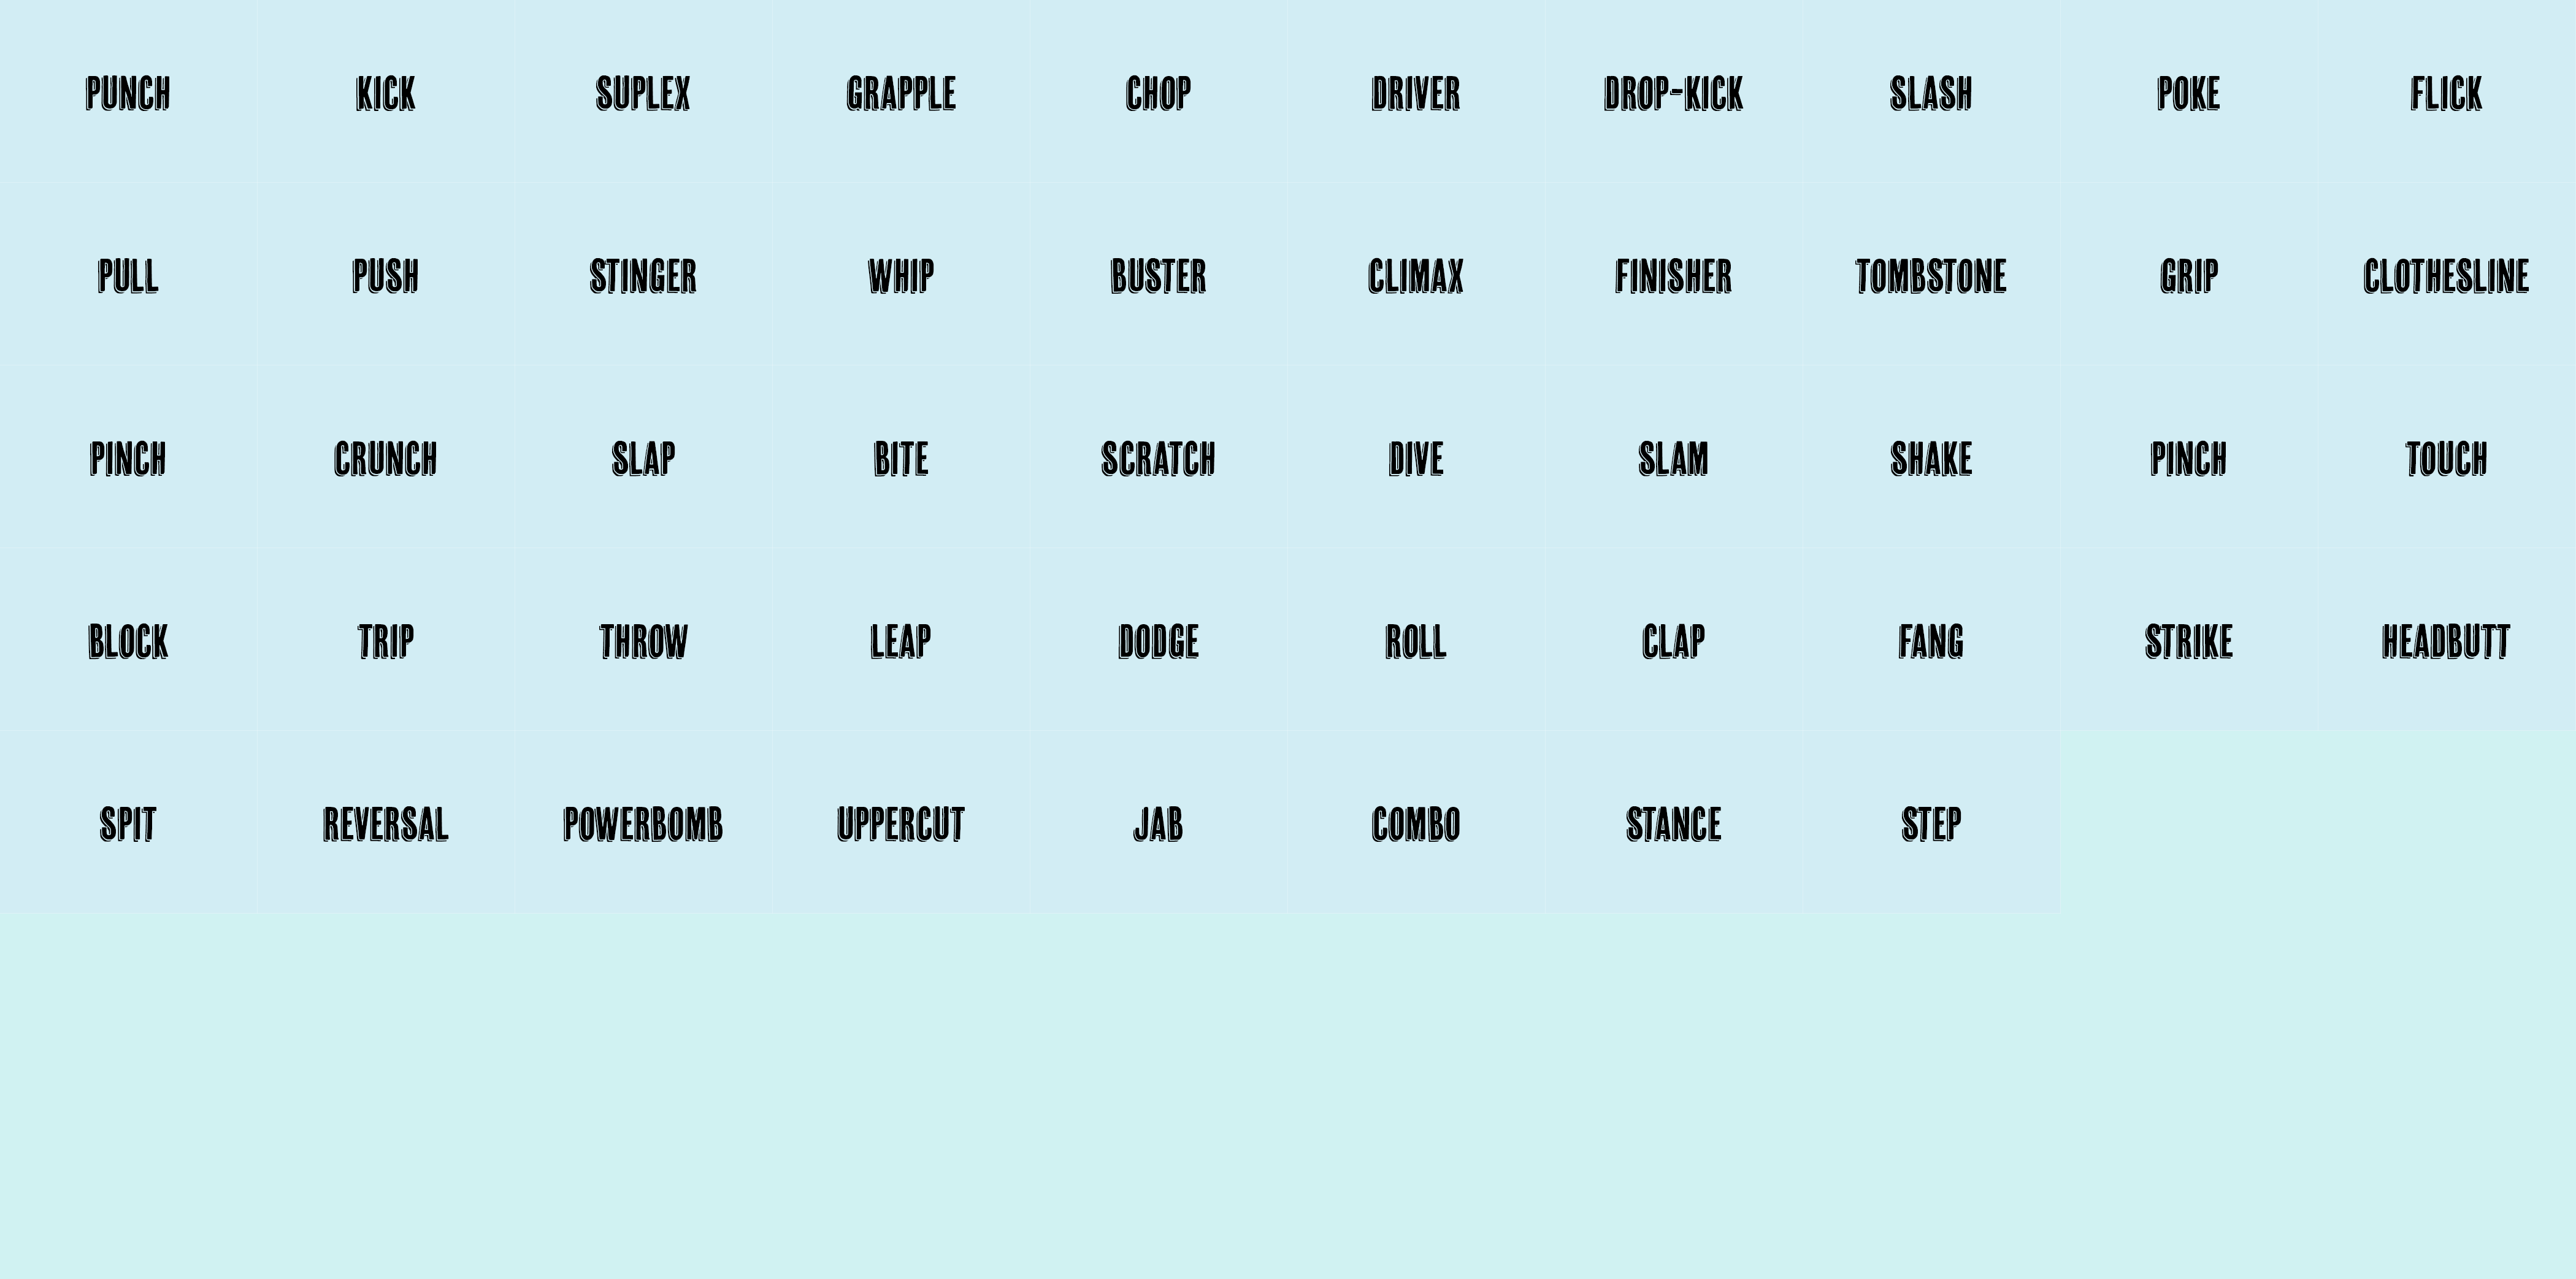 PUNCH KICK SUPLEX GRAPPLE CHOP DRIVER DROP-KICK SLASH POKE FLICK
PULL PUSH STINGER WHIP BUSTER CLIMAX FINISHER TOMBSTONE GRIP CLOTHESLINE
PINCH CRUNCH SLAP BITE SCRATCH DIVE SLAM SHAKE PINCH TOUCH
BLOCK TRIP THROW LEAP DODGE ROLL CLAP FANG STRIKE HEADBUTT
SPIT REVERSAL POWERBOMB UPPERCUT JAB COMBO STANCE STEP